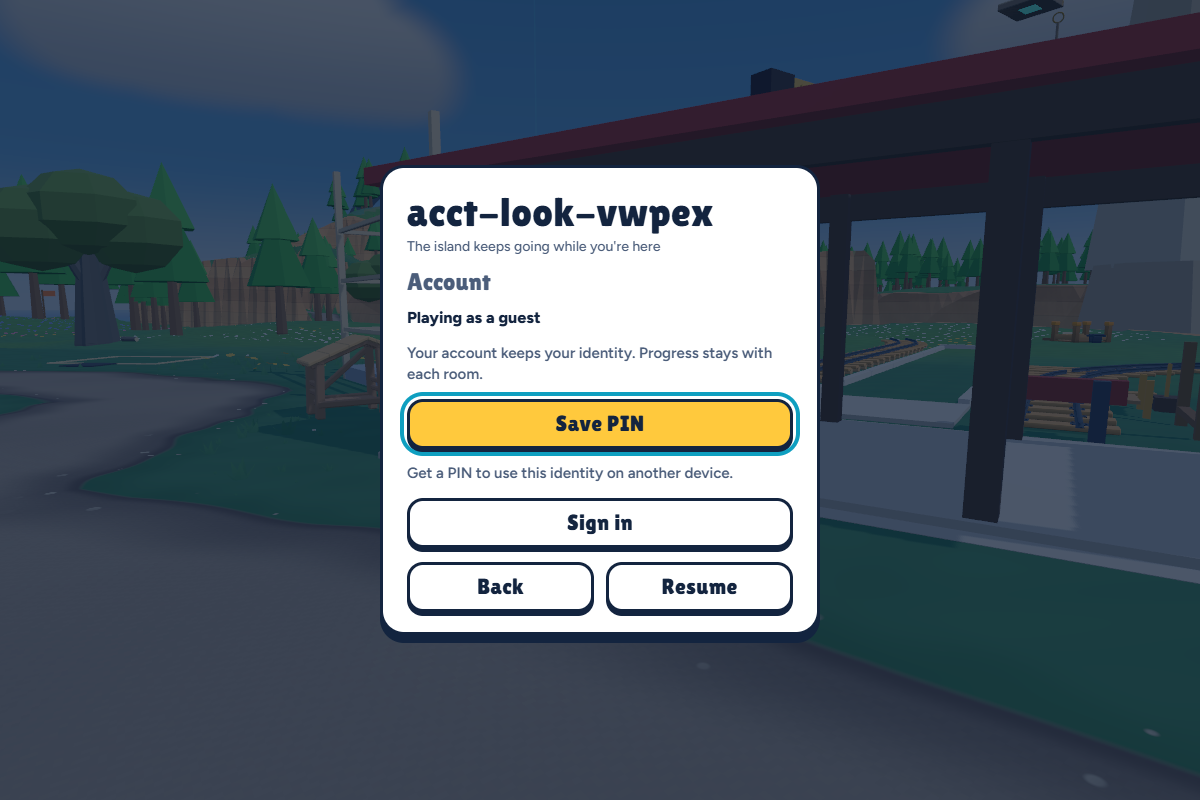 acct-look-vwpex
The island keeps going while you're here
Account
Playing as a guest
Your account keeps your identity. Progress stays with
each room.
Save PIN
Get a PIN to use this identity on another device.
Sign in
Back
Resume